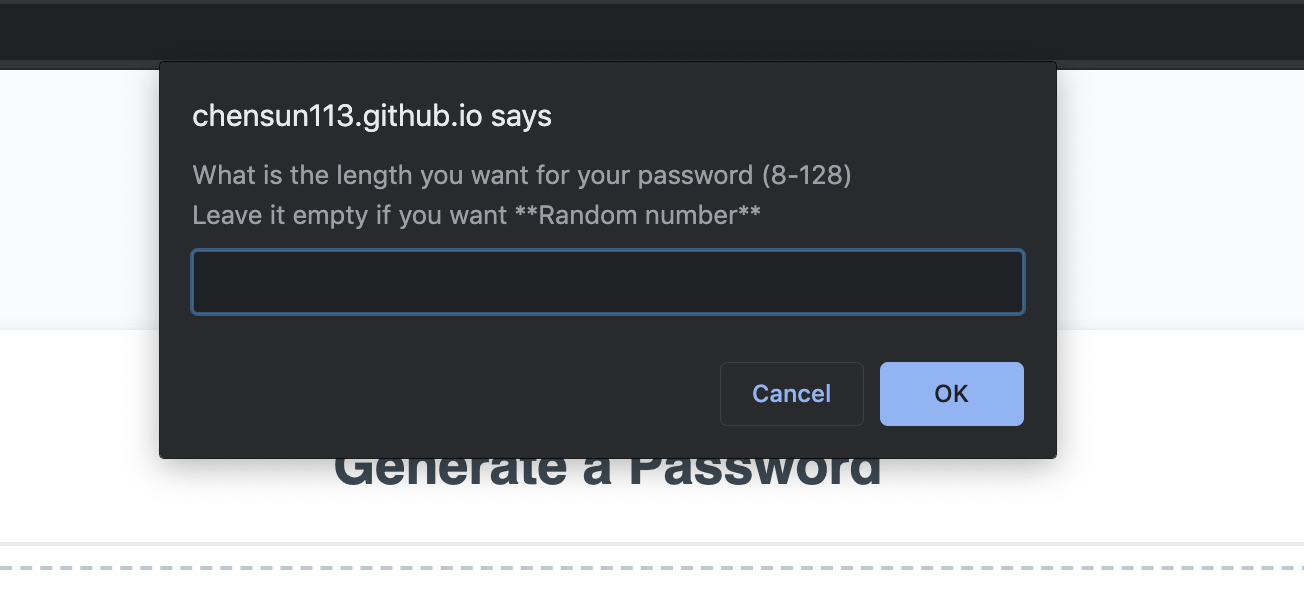 chensun113.github.io says
What is the length you want for your password (8-128)
Leave it empty if you want **Random number**
Cancel OK
Generate a Password